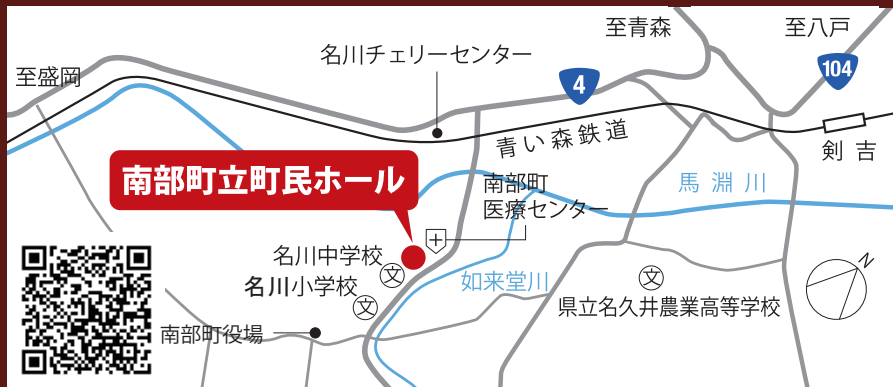 至青森
至八戸
名川チェリーセンター
至盛岡
104
4
青い森鉄道
剣吉
南部町立町民ホール
南部町
医療センター
馬淵川
名川中学校
文
如来堂川
名川小学校
文
文
県立名久井農業高等学校
N
南部町役場